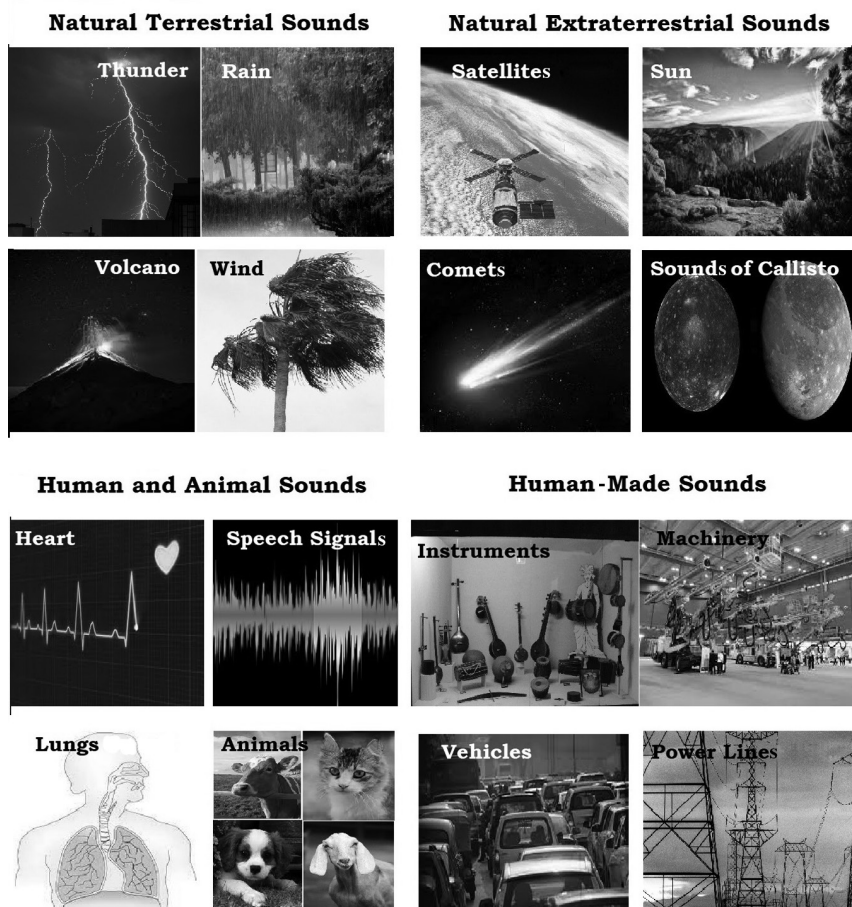 Natural Terrestrial Sounds
Natural Extraterrestrial Sounds
Thunder
Rain
Satellites
Sun
Volcano
Wind
Comets
Sounds of Callisto
Human and Animal Sounds
Human-Made Sounds
Heart
Speech Signals
Instruments
Machinery
Lungs
Animals
Vehicles
Power Lines